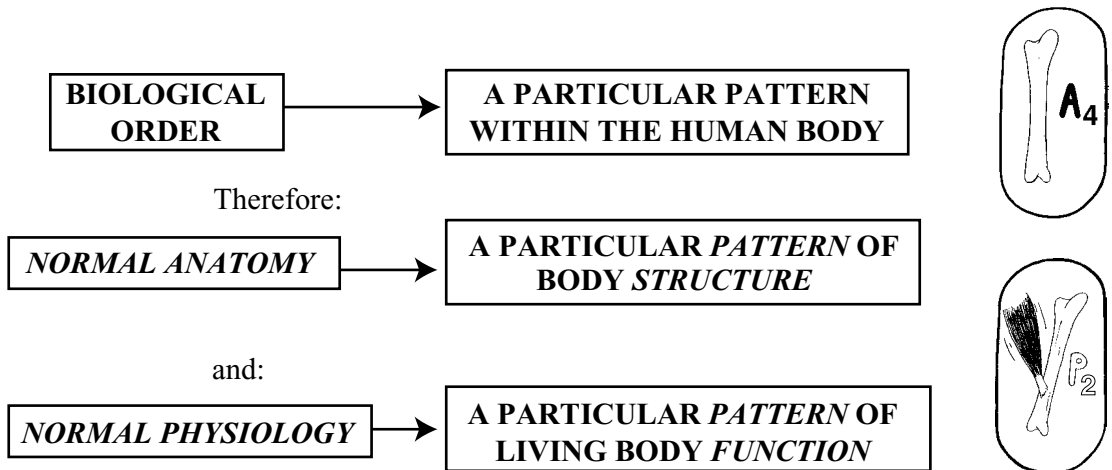 BIOLOGICAL
ORDER
A PARTICULAR PATTERN
WITHIN THE HUMAN BODY
A₄
Therefore:
NORMAL ANATOMY
A PARTICULAR PATTERN OF
BODY STRUCTURE
and:
NORMAL PHYSIOLOGY
A PARTICULAR PATTERN OF
LIVING BODY FUNCTION
P₂